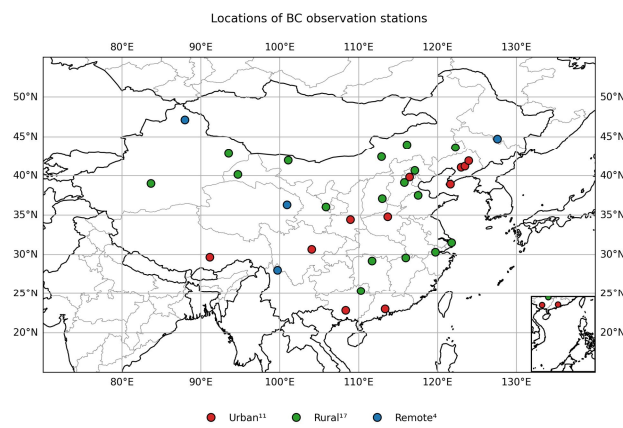 Locations of BC observation stations
80°E 90°E 100°E 110°E 120°E 130°E
50°N 50°N
45°N 45°N
40°N 40°N
35°N 35°N
30°N 30°N
25°N 25°N
20°N 20°N
80°E 90°E 100°E 110°E 120°E 130°E
Urban¹¹ Rural¹⁷ Remote⁴